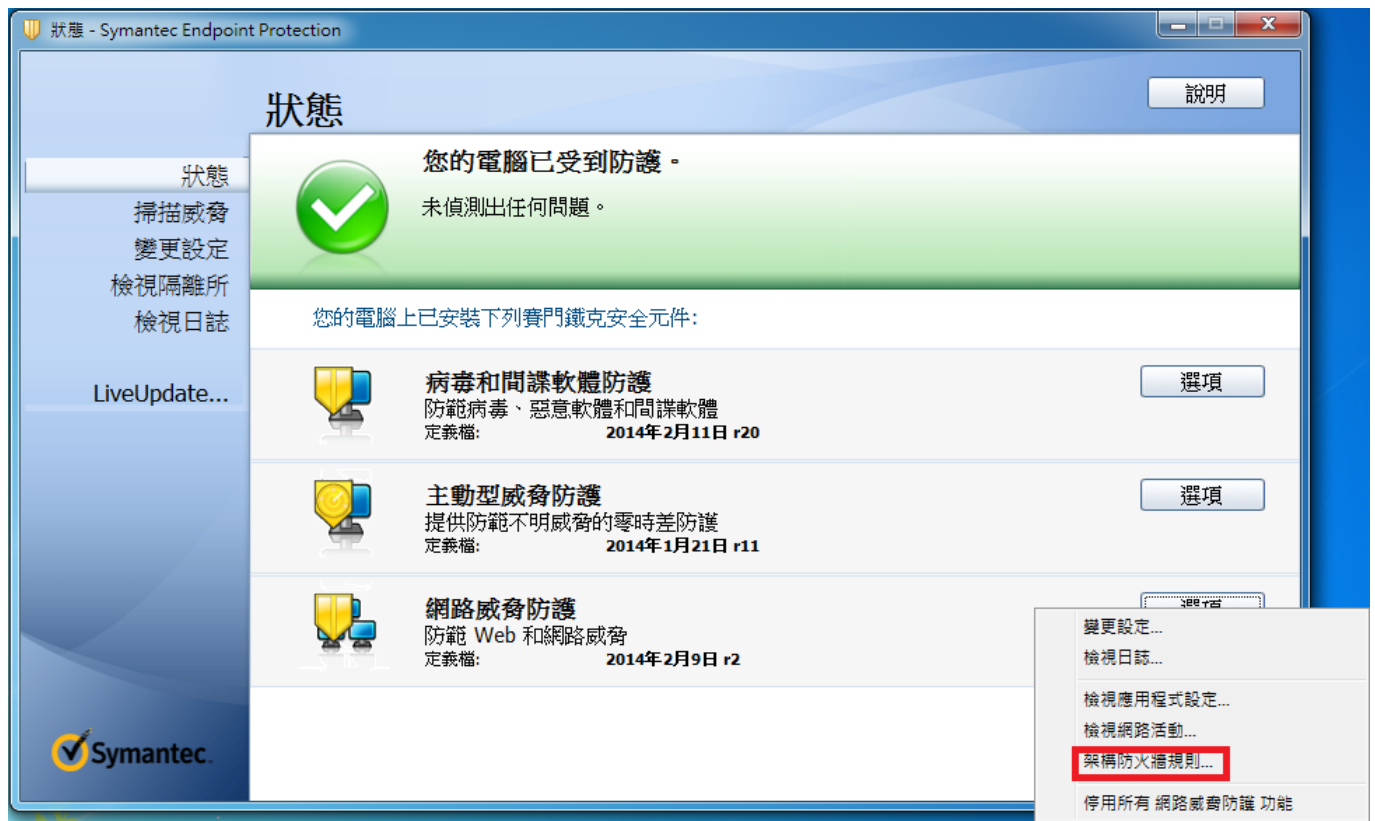 狀態 - Symantec Endpoint Protection
狀態
說明
狀態
掃描威脅
變更設定
檢視隔離所
檢視日誌
LiveUpdate...
您的電腦已受到防護。
未偵測出任何問題。
您的電腦上已安裝下列賽門鐵克安全元件:
病毒和間諜軟體防護
防範病毒、惡意軟體和間諜軟體
定義檔: 2014年2月11日 r20
選項
主動型威脅防護
提供防範不明威脅的零時差防護
定義檔: 2014年1月21日 r11
選項
網路威脅防護
防範 Web 和網路威脅
定義檔: 2014年2月9日 r2
選項
變更設定...
檢視日誌...
檢視應用程式設定...
檢視網路活動...
架構防火牆規則...
停用所有 網路威脅防護 功能
Symantec.